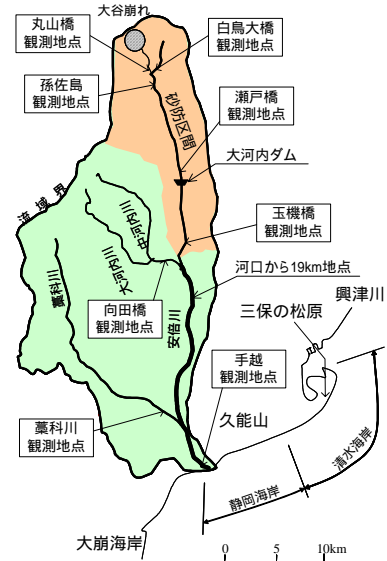 大谷崩れ
丸山橋
観測地点
白鳥大橋
観測地点
孫佐島
観測地点
瀬戸橋
観測地点
砂防区間
大河内ダム
流域界
玉機橋
観測地点
中河内川
大河内川
藁科川
河口から19km地点
向田橋
観測地点
安倍川
興津川
三保の松原
手越
観測地点
久能山
藁科川
観測地点
清水海岸
静岡海岸
大崩海岸
0 5 10km